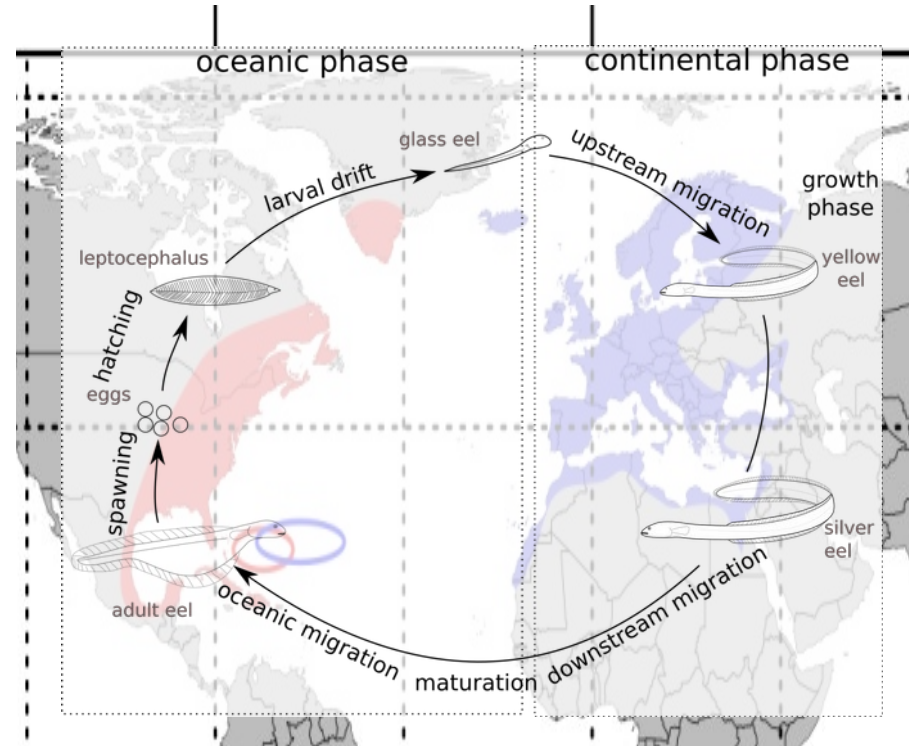 oceanic phase
continental phase
glass eel
upstream migration
larval drift
growth
phase
leptocephalus
yellow
eel
hatching
eggs
spawning
silver
eel
adult eel
oceanic migration
maturation
downstream migration